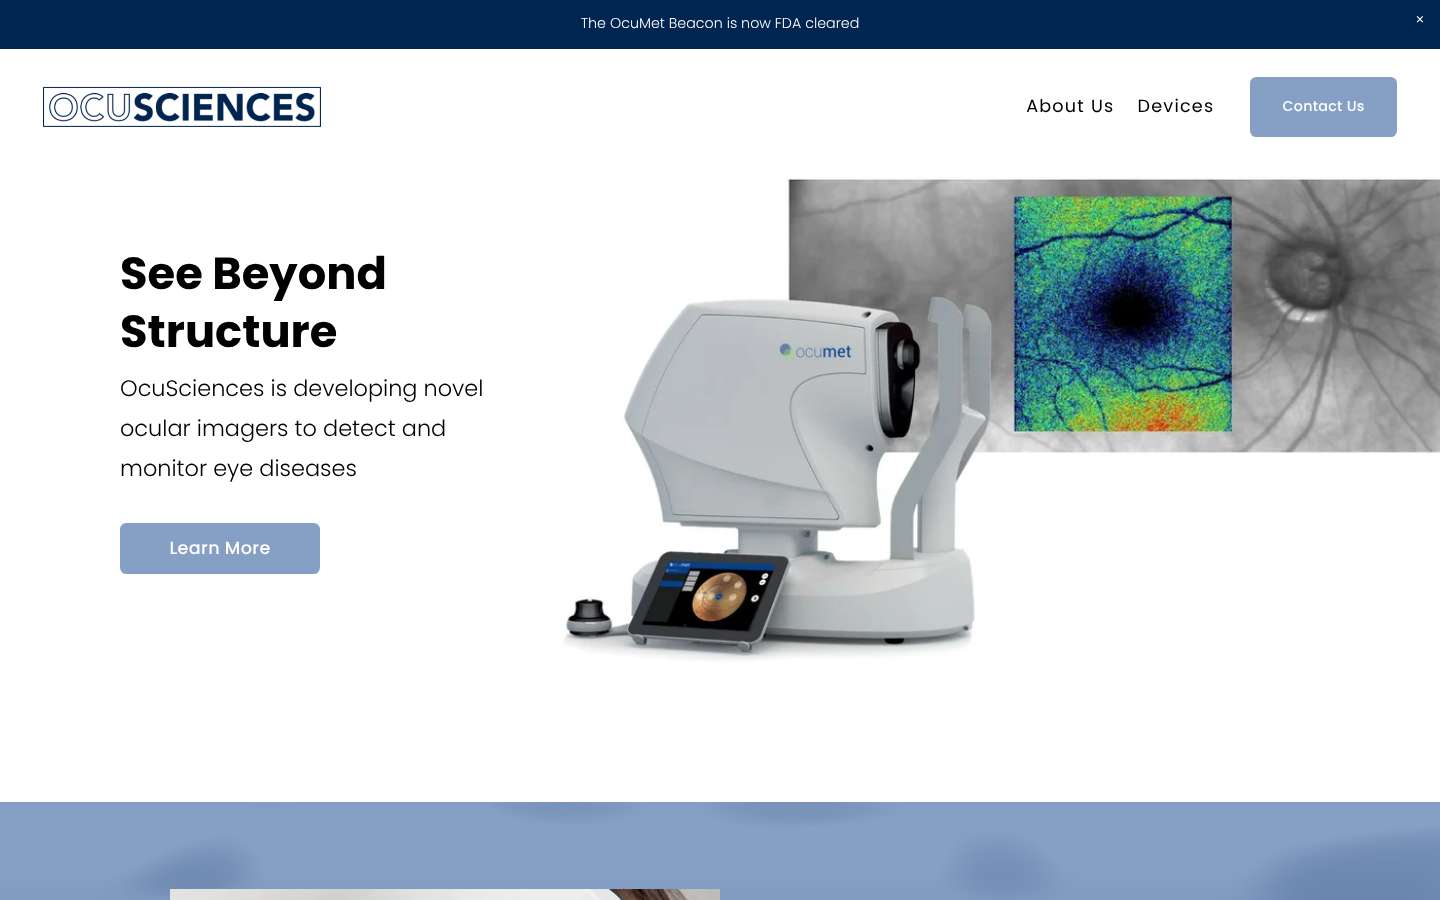 The OcuMet Beacon is now FDA cleared
×
OCUSCIENCES
About Us
Devices
Contact Us
See Beyond
Structure
OcuSciences is developing novel
ocular imagers to detect and
monitor eye diseases
Learn More
ocumet